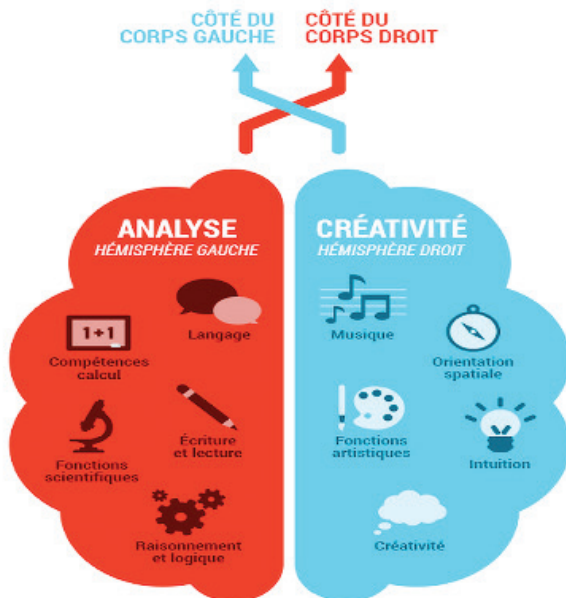 CÔTÉ DU
CORPS GAUCHE
CÔTÉ DU
CORPS DROIT
ANALYSE
HÉMISPHÈRE GAUCHE
Langage
1+1
Compétences
calcul
Écriture
et lecture
Fonctions
scientifiques
Raisonnement
et logique
CRÉATIVITÉ
HÉMISPHÈRE DROIT
Musique
Orientation
spatiale
Fonctions
artistiques
Intuition
Créativité